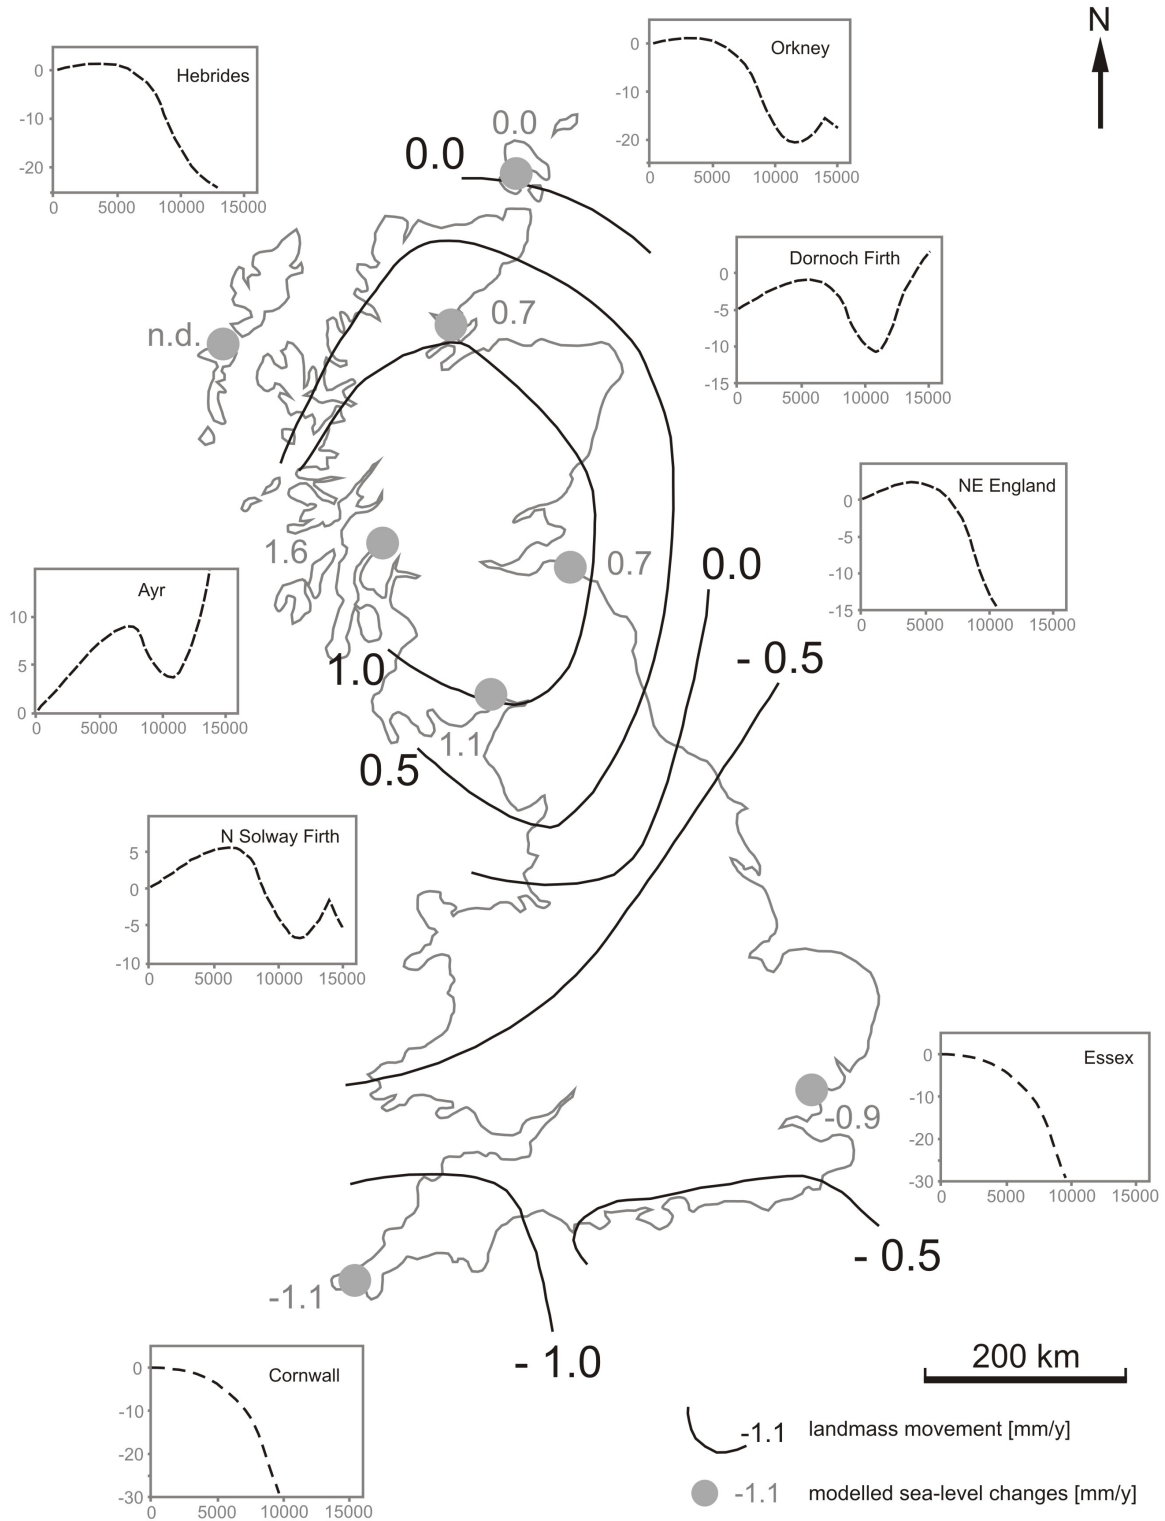 N
Hebrides
0
-10
-20
0 5000 10000 15000
Orkney
0
-10
-20
0 5000 10000 15000
0.0
0.0
Dornoch Firth
0
-5
-10
-15
0 5000 10000 15000
n.d.
0.7
NE England
0
-5
-10
-15
0 5000 10000 15000
1.6
0.7
0.0
Ayr
10
5
0
0 5000 10000 15000
- 0.5
1.0
1.1
0.5
N Solway Firth
5
0
-5
-10
0 5000 10000 15000
Essex
0
-10
-20
-30
0 5000 10000 15000
-0.9
- 0.5
-1.1
- 1.0
200 km
Cornwall
0
-10
-20
-30
0 5000 10000 15000
-1.1 landmass movement [mm/y]
-1.1 modelled sea-level changes [mm/y]